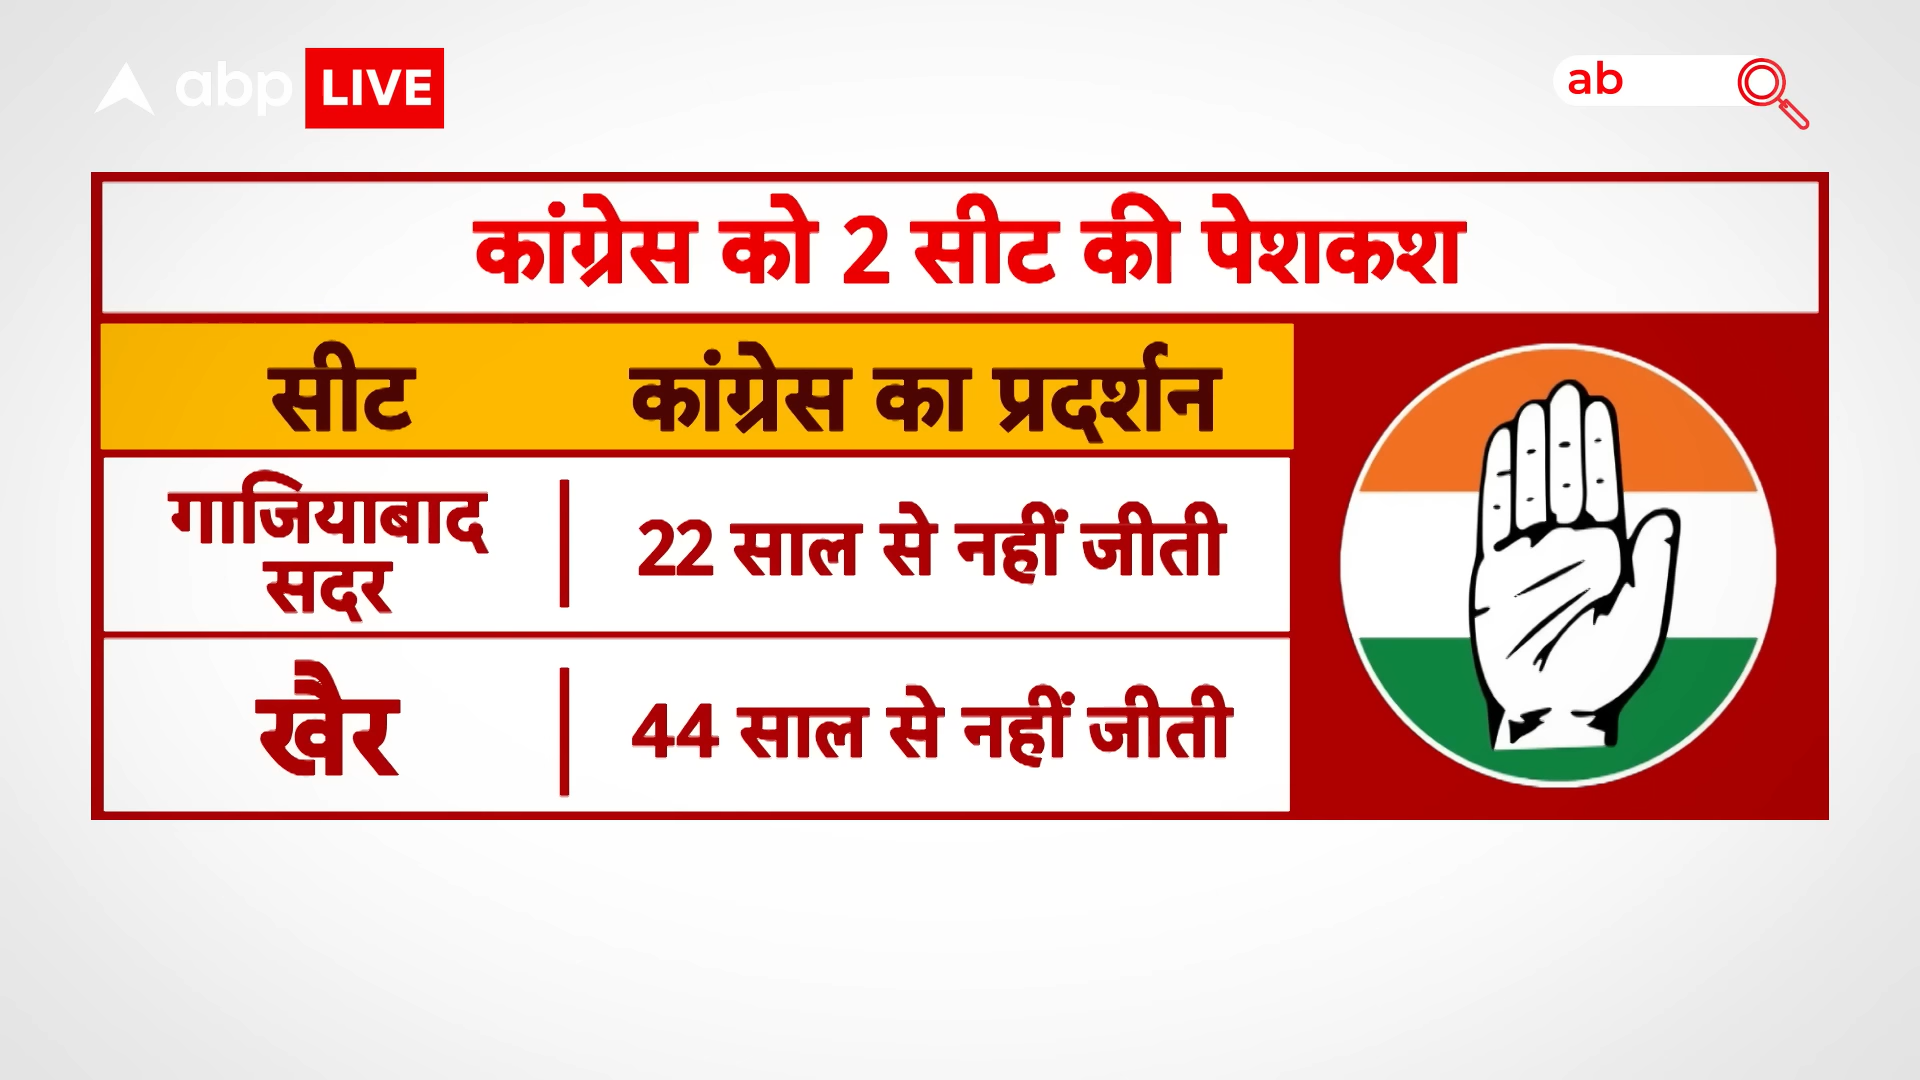 abp LIVE
ab
कांग्रेस को 2 सीट की पेशकश
सीट कांग्रेस का प्रदर्शन
गाजियाबाद
सदर
22 साल से नहीं जीती
खैर
44 साल से नहीं जीती